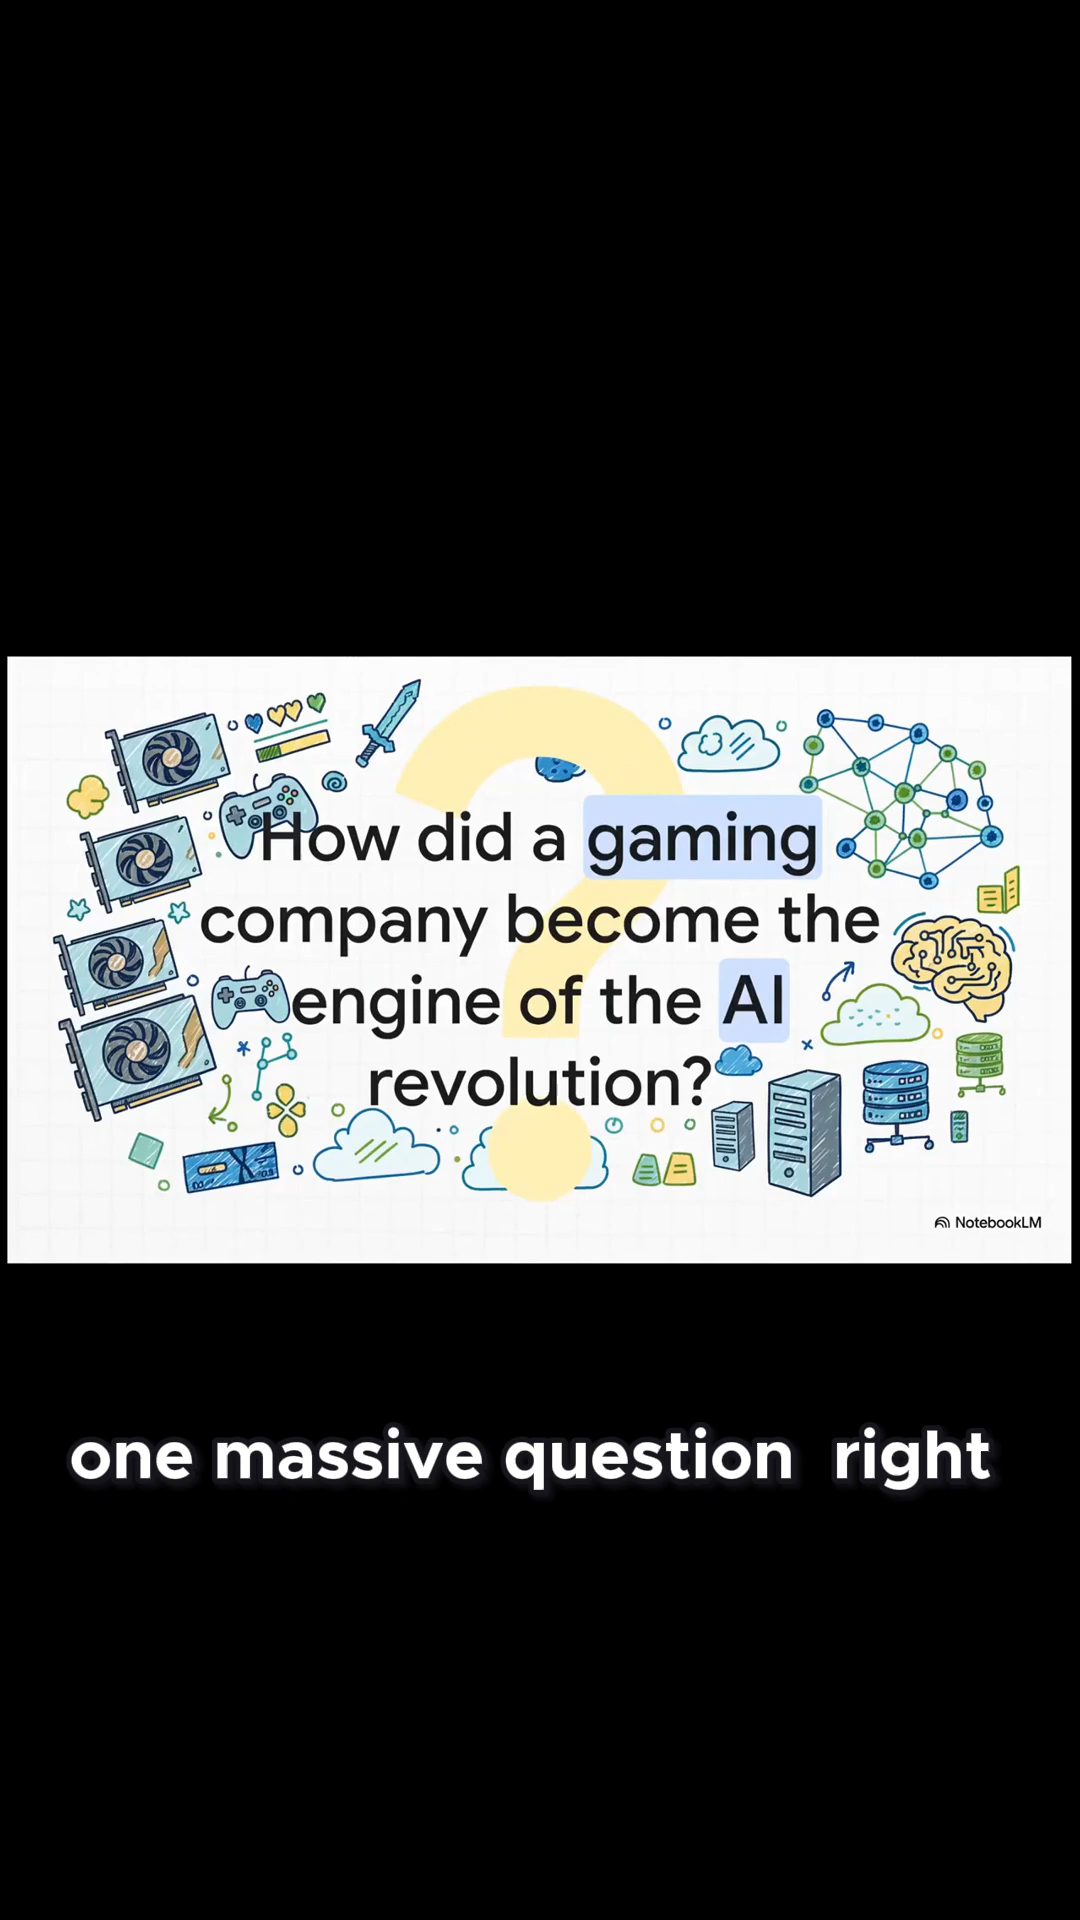 How did a gaming
company become the
engine of the AI
revolution?
NotebookLM
one massive question right